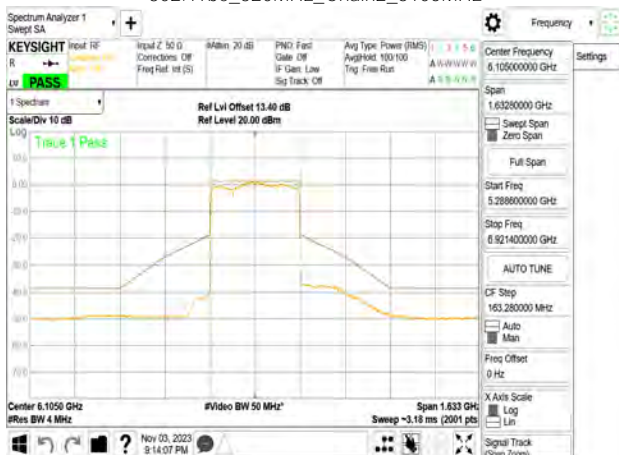 Spectrum Analyzer 1
Swept SA
+
Frequency
KEYSIGHT
Input: RF
Input Z: 50 Ω
#Atten: 20 dB
PNO: Fast
Avg Type: Power (RMS)
R
Corrections: Off
Gate: Off
Avg|Hold: 100/100
Freq Ref: Int (S)
IF Gain: Low
Trig: Free Run
Sig Track: Off
PASS
Center Frequency
6.105000000 GHz
Settings
Span
1.63280000 GHz
Swept Span
Zero Span
Full Span
Start Freq
5.288600000 GHz
Stop Freq
6.921400000 GHz
AUTO TUNE
CF Step
163.280000 MHz
Auto
Man
Freq Offset
0 Hz
X Axis Scale
Log
Lin
Signal Track
(Span Zoom)
1 Spectrum
Scale/Div 10 dB
Ref Lvl Offset 13.40 dB
Ref Level 20.00 dBm
Log
Trace 1 Pass
Center 6.1050 GHz
#Video BW 50 MHz*
Span 1.633 GHz
#Res BW 4 MHz
Sweep ~3.18 ms (2001 pts
?
Nov 03, 2023
9:14:07 PM